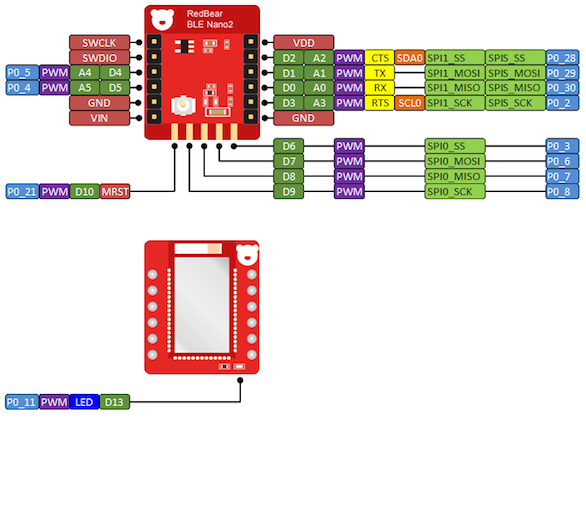 RedBear
BLE Nano2
SWCLK VDD
SWDIO D2 A2 PWM CTS SDA0 SPI1_SS SPIS_SS P0_28
P0_5 PWM A4 D4 D1 A1 PWM TX SPI1_MOSI SPIS_MOSI P0_29
P0_4 PWM A5 D5 D0 A0 PWM RX SPI1_MISO SPIS_MISO P0_30
GND D3 A3 PWM RTS SCL0 SPI1_SCK SPIS_SCK P0_2
VIN GND
D6 PWM SPI0_SS P0_3
D7 PWM SPI0_MOSI P0_6
D8 PWM SPI0_MISO P0_7
P0_21 PWM D10 MRST D9 PWM SPI0_SCK P0_8
P0_11 PWM LED D13